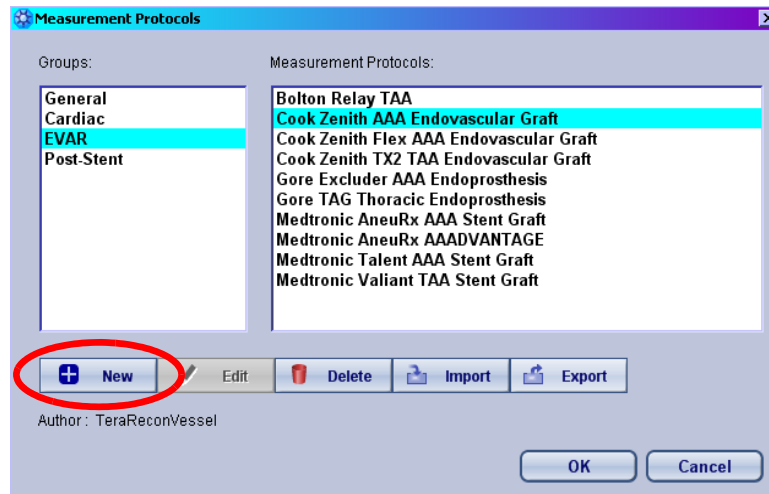 Measurement Protocols
Groups:
General
Cardiac
EVAR
Post-Stent
Measurement Protocols:
Bolton Relay TAA
Cook Zenith AAA Endovascular Graft
Cook Zenith Flex AAA Endovascular Graft
Cook Zenith TX2 TAA Endovascular Graft
Gore Excluder AAA Endoprosthesis
Gore TAG Thoracic Endoprosthesis
Medtronic AneuRx AAA Stent Graft
Medtronic AneuRx AAADVANTAGE
Medtronic Talent AAA Stent Graft
Medtronic Valiant TAA Stent Graft
New Edit Delete Import Export
Author : TeraReconVessel
OK Cancel